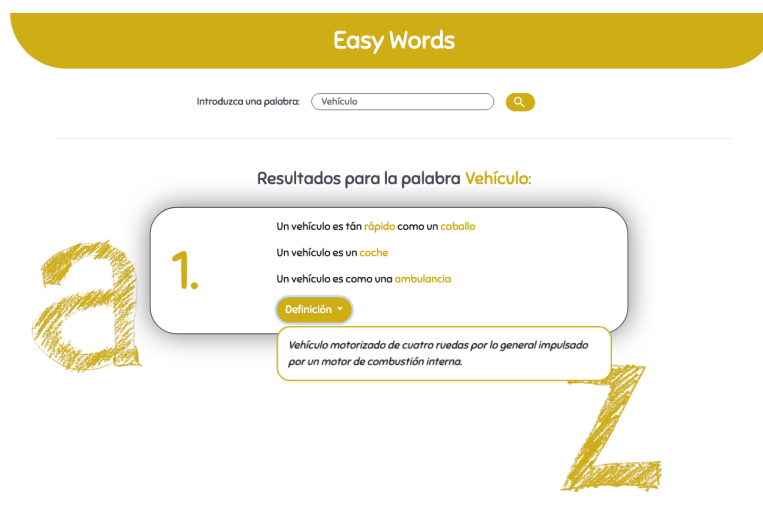 Easy Words
Introduzca una palabra: Vehículo
Resultados para la palabra Vehículo:
1.
Un vehículo es tán rápido como un caballo
Un vehículo es un coche
Un vehículo es como una ambulancia
Definición
Vehículo motorizado de cuatro ruedas por lo general impulsado
por un motor de combustión interna.
a
z